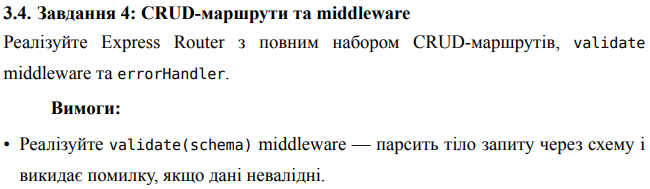 3.4. Завдання 4: CRUD-маршрути та middleware
Реалізуйте Express Router з повним набором CRUD-маршрутів, validate
middleware та errorHandler.
Вимоги:
• Реалізуйте validate(schema) middleware — парсить тіло запиту через схему і
викидає помилку, якщо дані невалідні.